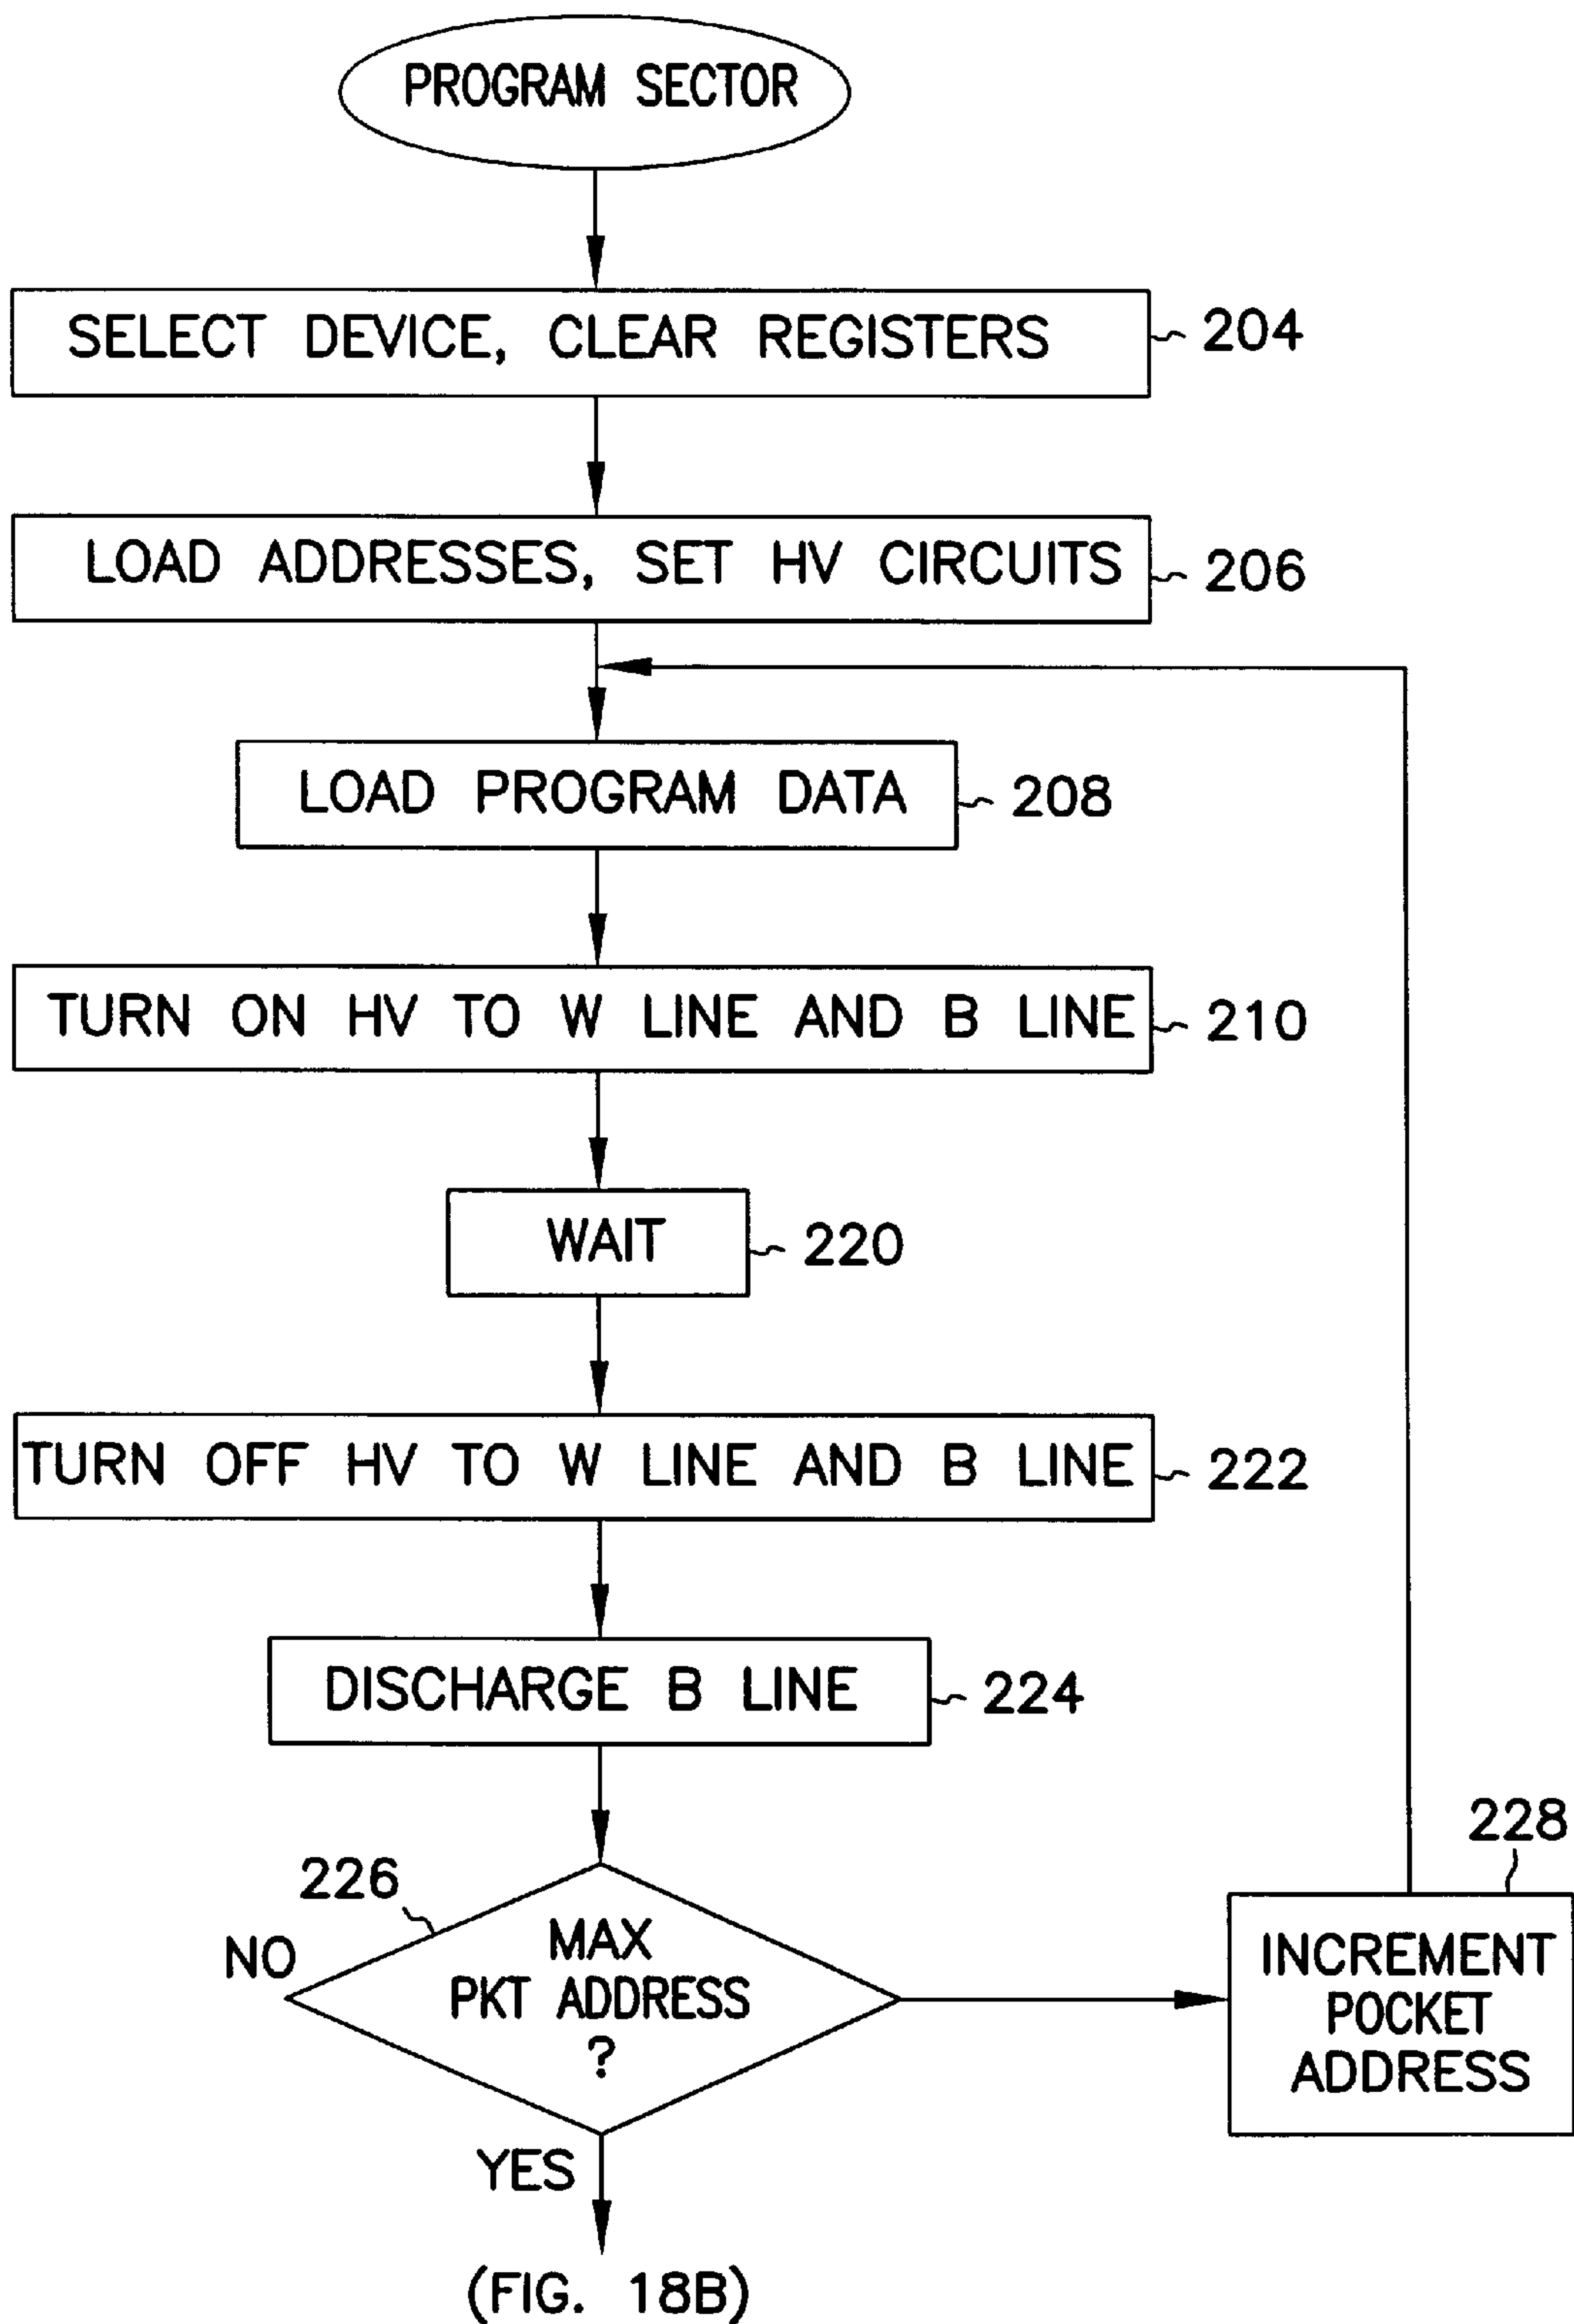 PROGRAM SECTOR
SELECT DEVICE, CLEAR REGISTERS
204
LOAD ADDRESSES, SET HV CIRCUITS
206
LOAD PROGRAM DATA
208
TURN ON HV TO W LINE AND B LINE
210
WAIT
220
TURN OFF HV TO W LINE AND B LINE
222
DISCHARGE B LINE
224
226
NO
MAX
PKT ADDRESS
?
228
INCREMENT
POCKET
ADDRESS
YES
(FIG. 18B)